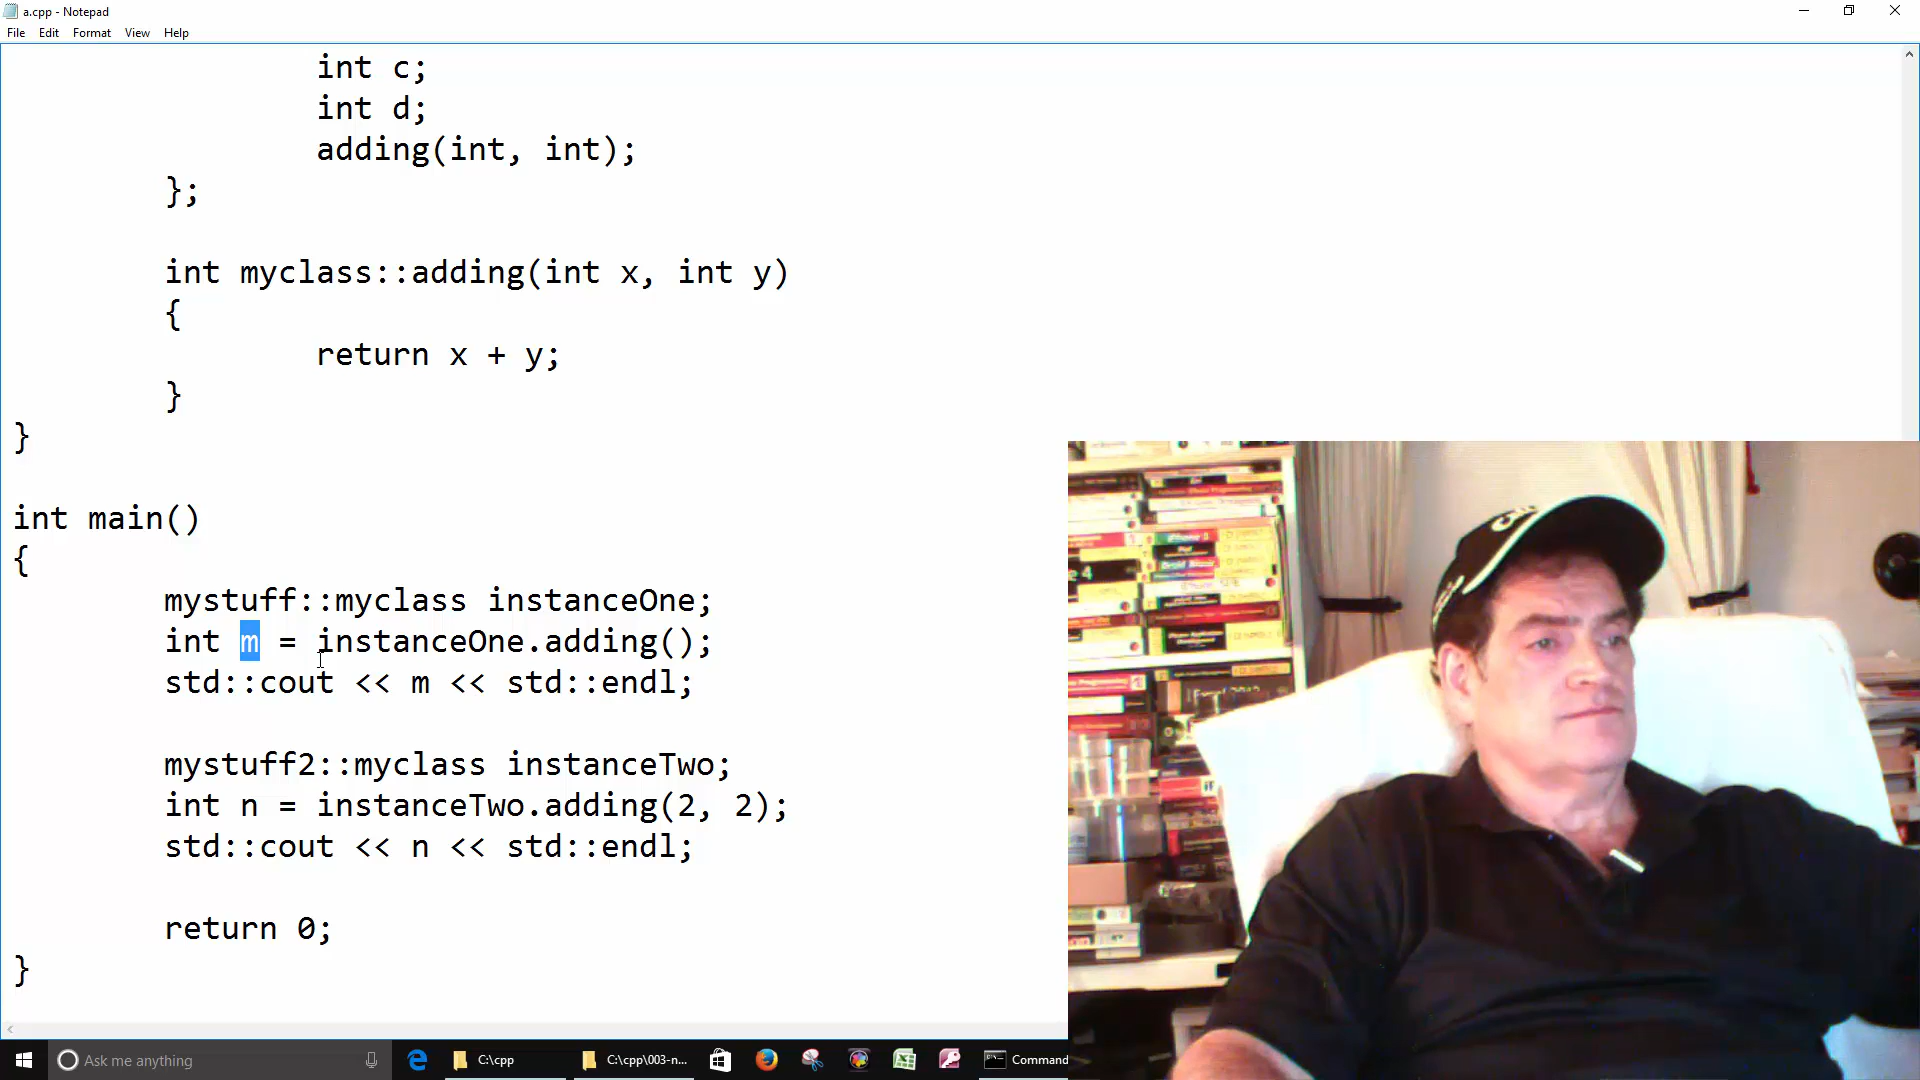 a.cpp - Notepad
File Edit Format View Help
int c;
int d;
adding(int, int);
};
int myclass::adding(int x, int y)
{
return x + y;
}
}
int main()
{
mystuff::myclass instanceOne;
int m = instanceOne.adding();
std::cout << m << std::endl;
mystuff2::myclass instanceTwo;
int n = instanceTwo.adding(2, 2);
std::cout << n << std::endl;
return 0;
}
Ask me anything
C:\cpp
C:\cpp\003-n...
Command